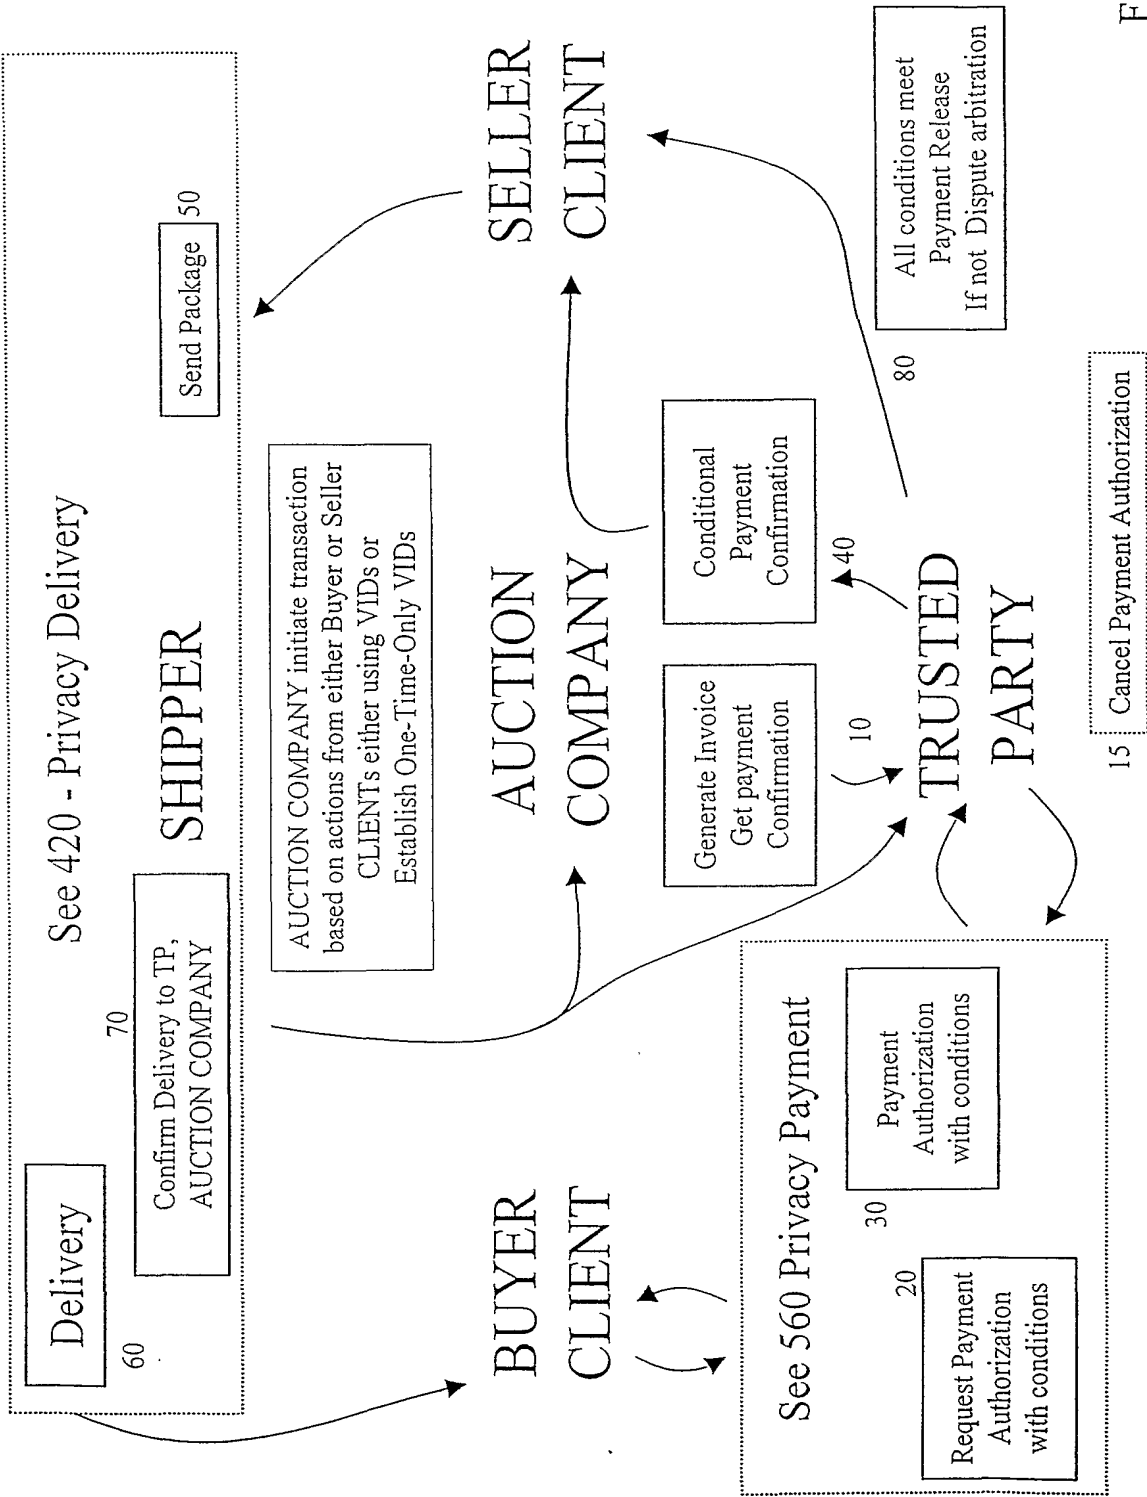 See 420 - Privacy Delivery
Delivery
60
70
Confirm Delivery to TP,
AUCTION COMPANY
SHIPPER
Send Package
50
AUCTION COMPANY initiate transaction
based on actions from either Buyer or Seller
CLIENTs either using VIDs or
Establish One-Time-Only VIDs
BUYER
CLIENT
AUCTION
COMPANY
SELLER
CLIENT
Generate Invoice
Get payment
Confirmation
10
Conditional
Payment
Confirmation
40
See 560 Privacy Payment
20
Request Payment
Authorization
with conditions
30
Payment
Authorization
with conditions
TRUSTED
PARTY
80
All conditions meet
Payment Release
If not Dispute arbitration
15
Cancel Payment Authorization
F